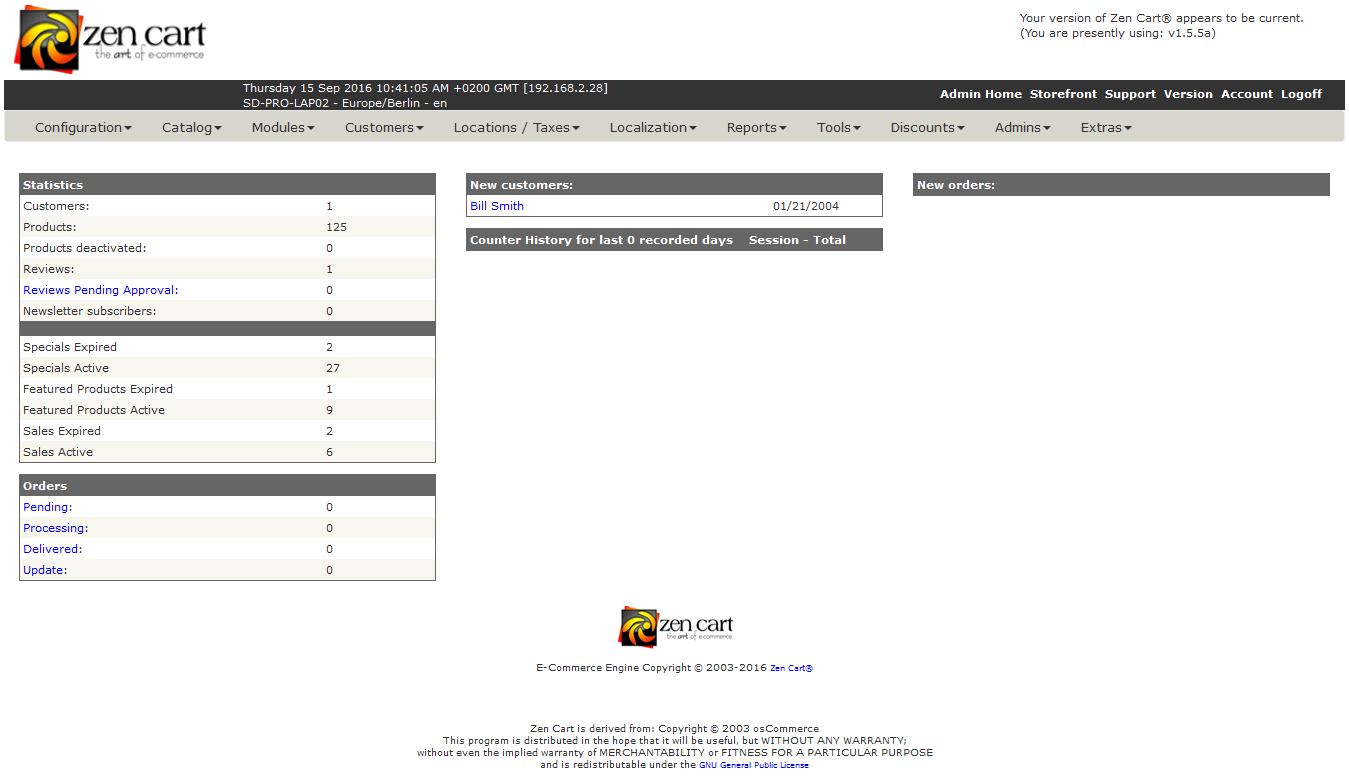 zen cart
the art of e-commerce
Your version of Zen Cart® appears to be current.
(You are presently using: v1.5.5a)
Thursday 15 Sep 2016 10:41:05 AM +0200 GMT [192.168.2.28]
SD-PRO-LAP02 - Europe/Berlin - en
Admin Home Storefront Support Version Account Logoff
Configuration Catalog Modules Customers Locations / Taxes Localization Reports Tools Discounts Admins Extras
Statistics
Customers: 1
Products: 125
Products deactivated: 0
Reviews: 1
Reviews Pending Approval: 0
Newsletter subscribers: 0
Specials Expired 2
Specials Active 27
Featured Products Expired 1
Featured Products Active 9
Sales Expired 2
Sales Active 6
Orders
Pending: 0
Processing: 0
Delivered: 0
Update: 0
New customers:
Bill Smith 01/21/2004
Counter History for last 0 recorded days Session - Total
New orders:
zen cart
the art of e-commerce
E-Commerce Engine Copyright © 2003-2016 Zen Cart®
Zen Cart is derived from: Copyright © 2003 osCommerce
This program is distributed in the hope that it will be useful, but WITHOUT ANY WARRANTY;
without even the implied warranty of MERCHANTABILITY or FITNESS FOR A PARTICULAR PURPOSE
and is redistributable under the GNU General Public License